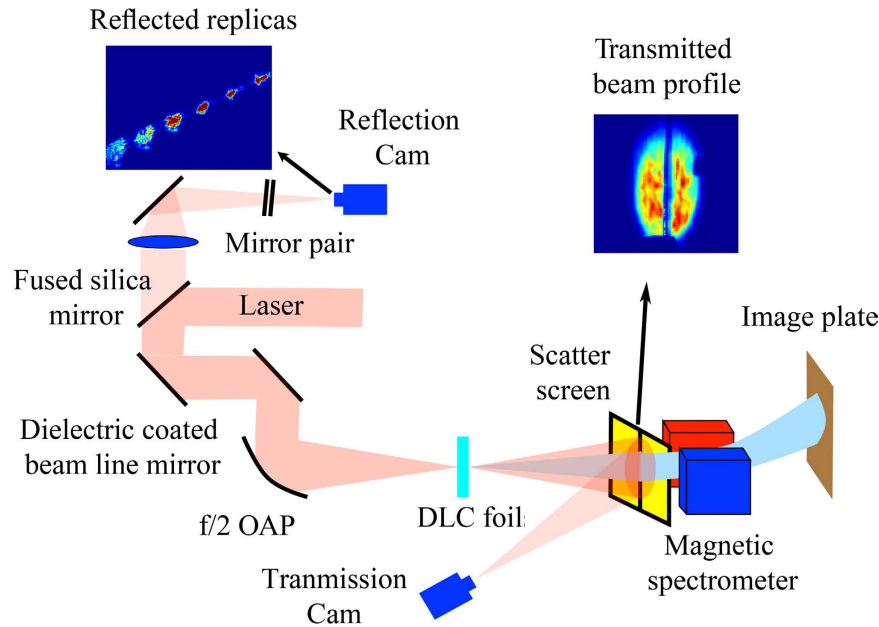 Reflected replicas
Transmitted
beam profile
Reflection
Cam
Mirror pair
Fused silica
mirror
Laser
Image plate
Scatter
screen
Dielectric coated
beam line mirror
f/2 OAP
DLC foil
Magnetic
spectrometer
Tranmission
Cam